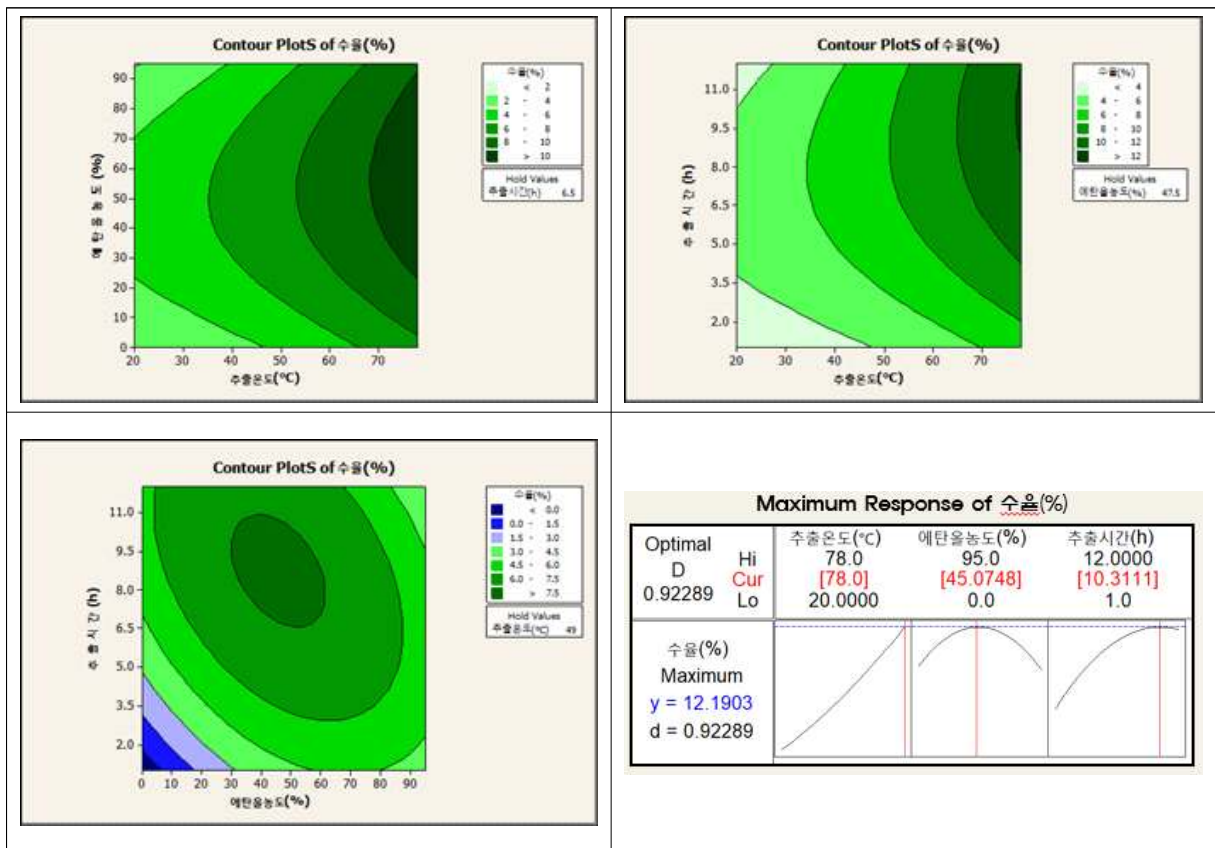 Contour PlotS of 수율(%)
90
80
70
60
50
40
30
20
10
0
에탄올농도(%)
20 30 40 50 60 70
추출온도(°C)
수율(%)
< 2
2 - 4
4 - 6
6 - 8
8 - 10
> 10
Hold Values
추출시간(h) 6.5
Contour PlotS of 수율(%)
11.0
9.5
8.0
6.5
5.0
3.5
2.0
추출시간(h)
20 30 40 50 60 70
추출온도(°C)
수율(%)
< 4
4 - 6
6 - 8
8 - 10
10 - 12
> 12
Hold Values
에탄올농도(%) 47.5
Contour PlotS of 수율(%)
11.0
9.5
8.0
6.5
5.0
3.5
2.0
추출시간(h)
0 10 20 30 40 50 60 70 80 90
에탄올농도(%)
수율(%)
< 0.0
0.0 - 1.5
1.5 - 3.0
3.0 - 4.5
4.5 - 6.0
6.0 - 7.5
> 7.5
Hold Values
추출온도(°C) 49
Maximum Response of 수율(%)
Optimal
D
0.92289
Hi
Cur
Lo
추출온도(°C) 에탄올농도(%) 추출시간(h)
78.0 95.0 12.0000
[78.0] [45.0748] [10.3111]
20.0000 0.0 1.0
수율(%)
Maximum
y = 12.1903
d = 0.92289